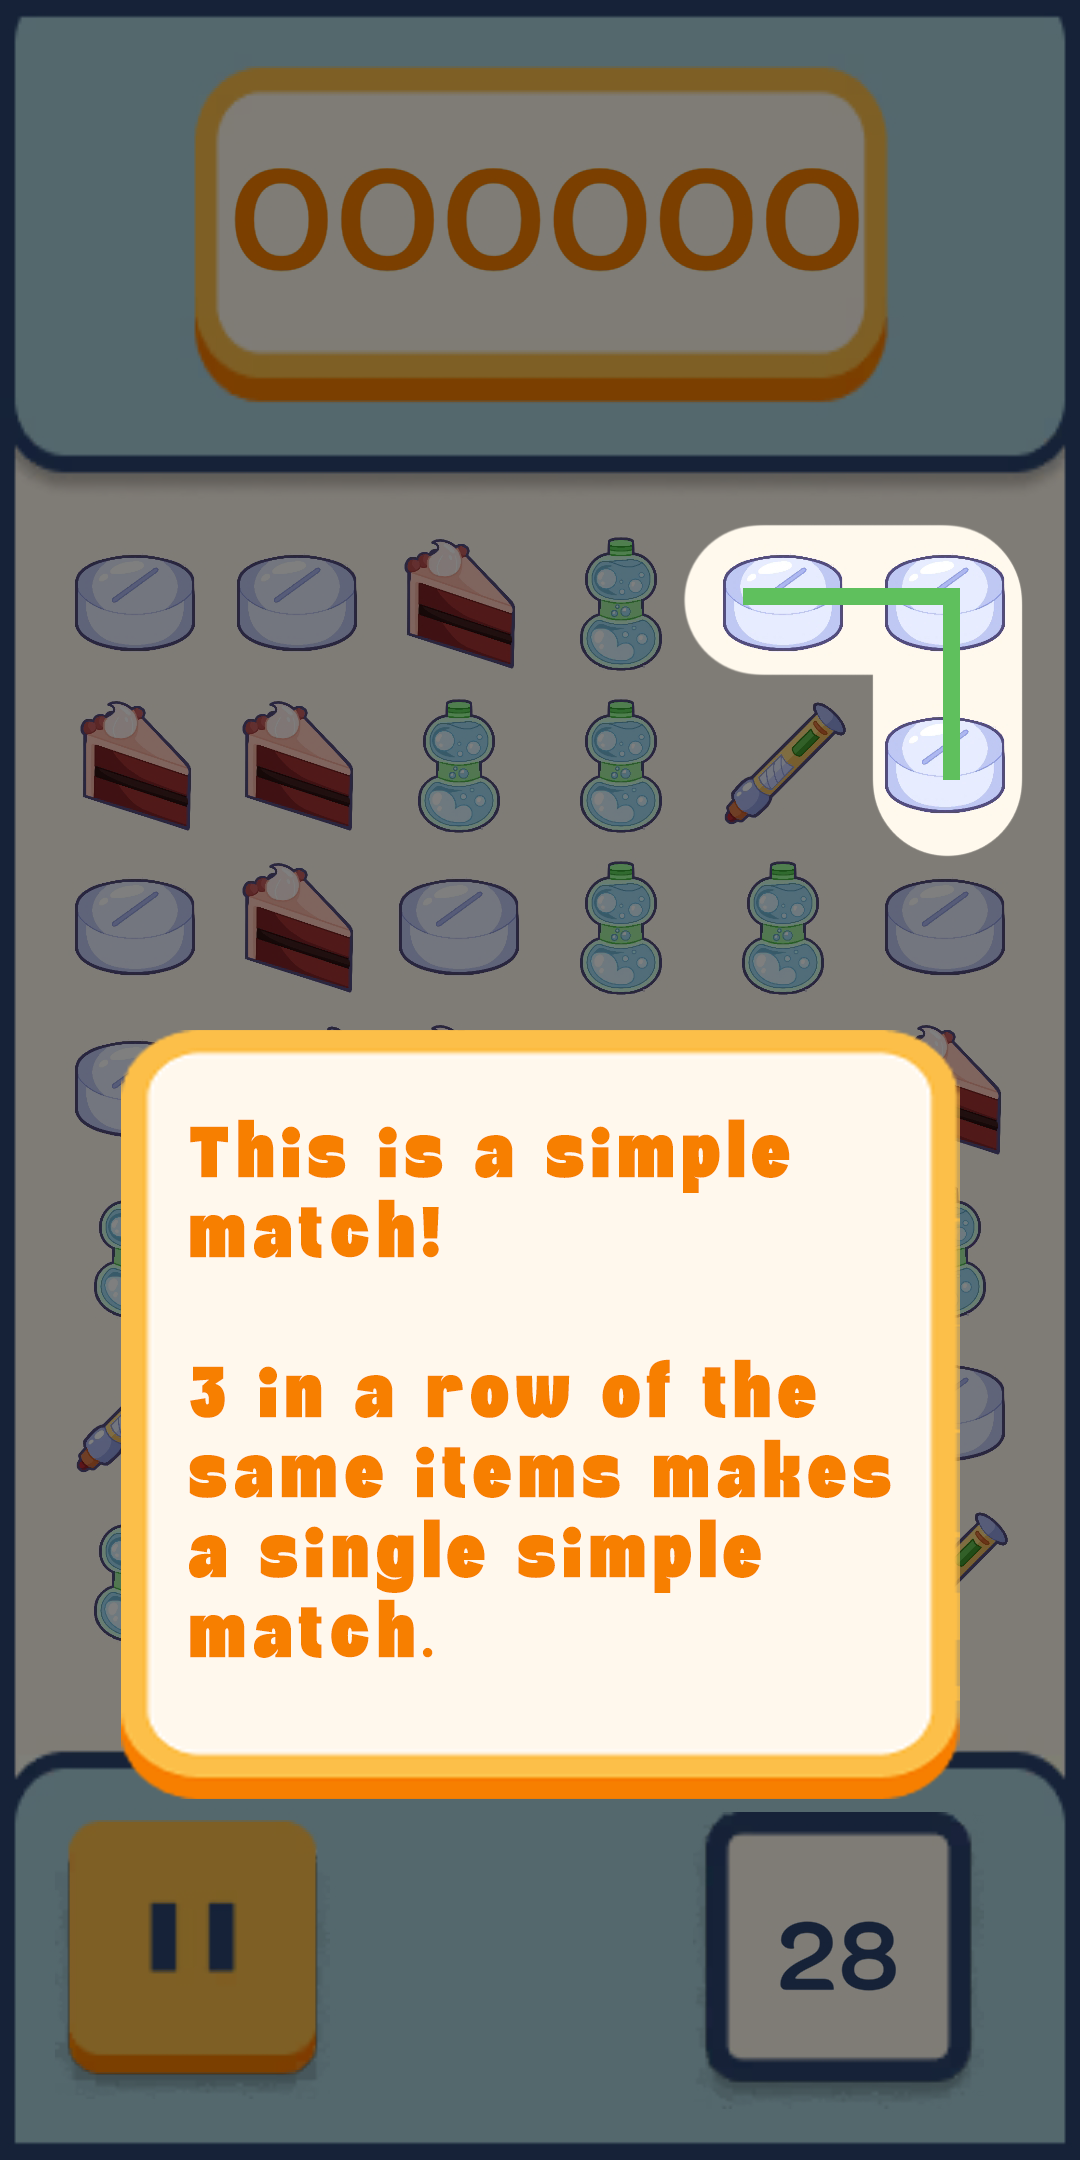 000000
This is a simple
match!
3 in a row of the
same items makes
a single simple
match.
28